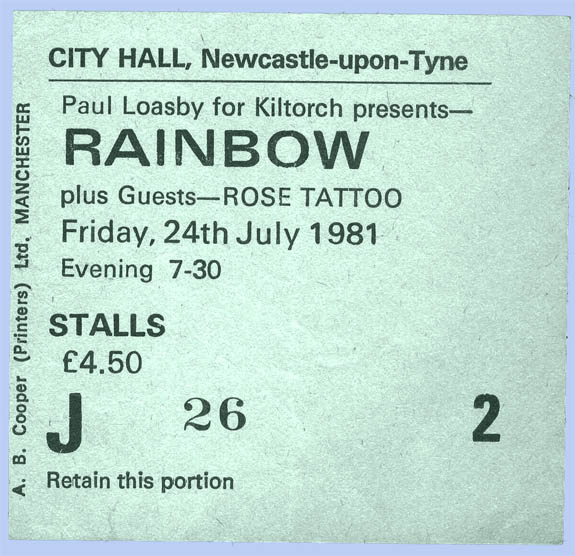 CITY HALL, Newcastle-upon-Tyne
Paul Loasby for Kiltorch presents—
RAINBOW
plus Guests—ROSE TATTOO
Friday, 24th July 1981
Evening 7-30
STALLS
£4.50
J 26 2
Retain this portion
A. B. Cooper (Printers) Ltd. MANCHESTER